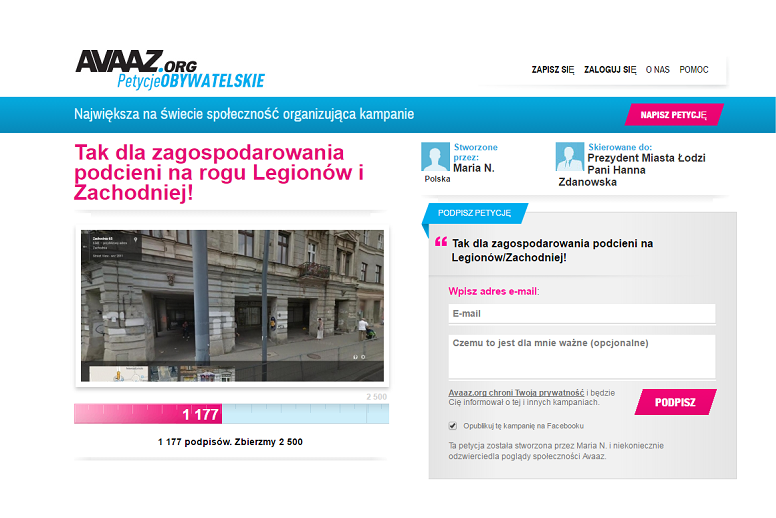 AVAAZ.ORG
PetycjeOBYWATELSKIE
ZAPISZ SIĘ ZALOGUJ SIĘ O NAS POMOC
Największa na świecie społeczność organizująca kampanie
NAPISZ PETYCJĘ
Tak dla zagospodarowania
podcieni na rogu Legionów i
Zachodniej!
Stworzone
przez:
Maria N.
Polska
Skierowane do:
Prezydent Miasta Łodzi
Pani Hanna
Zdanowska
PODPISZ PETYCJĘ
Tak dla zagospodarowania podcieni na
Legionów/Zachodniej!
Wpisz adres e-mail:
E-mail
Czemu to jest dla mnie ważne (opcjonalne)
Avaaz.org chroni Twoją prywatność i będzie
Cię informował o tej i innych kampaniach.
PODPISZ
Opublikuj tę kampanię na Facebooku
Ta petycja została stworzona przez Maria N. i niekoniecznie
odzwierciedla poglądy społeczności Avaaz.
2 500
1 177
1 177 podpisów. Zbierzmy 2 500